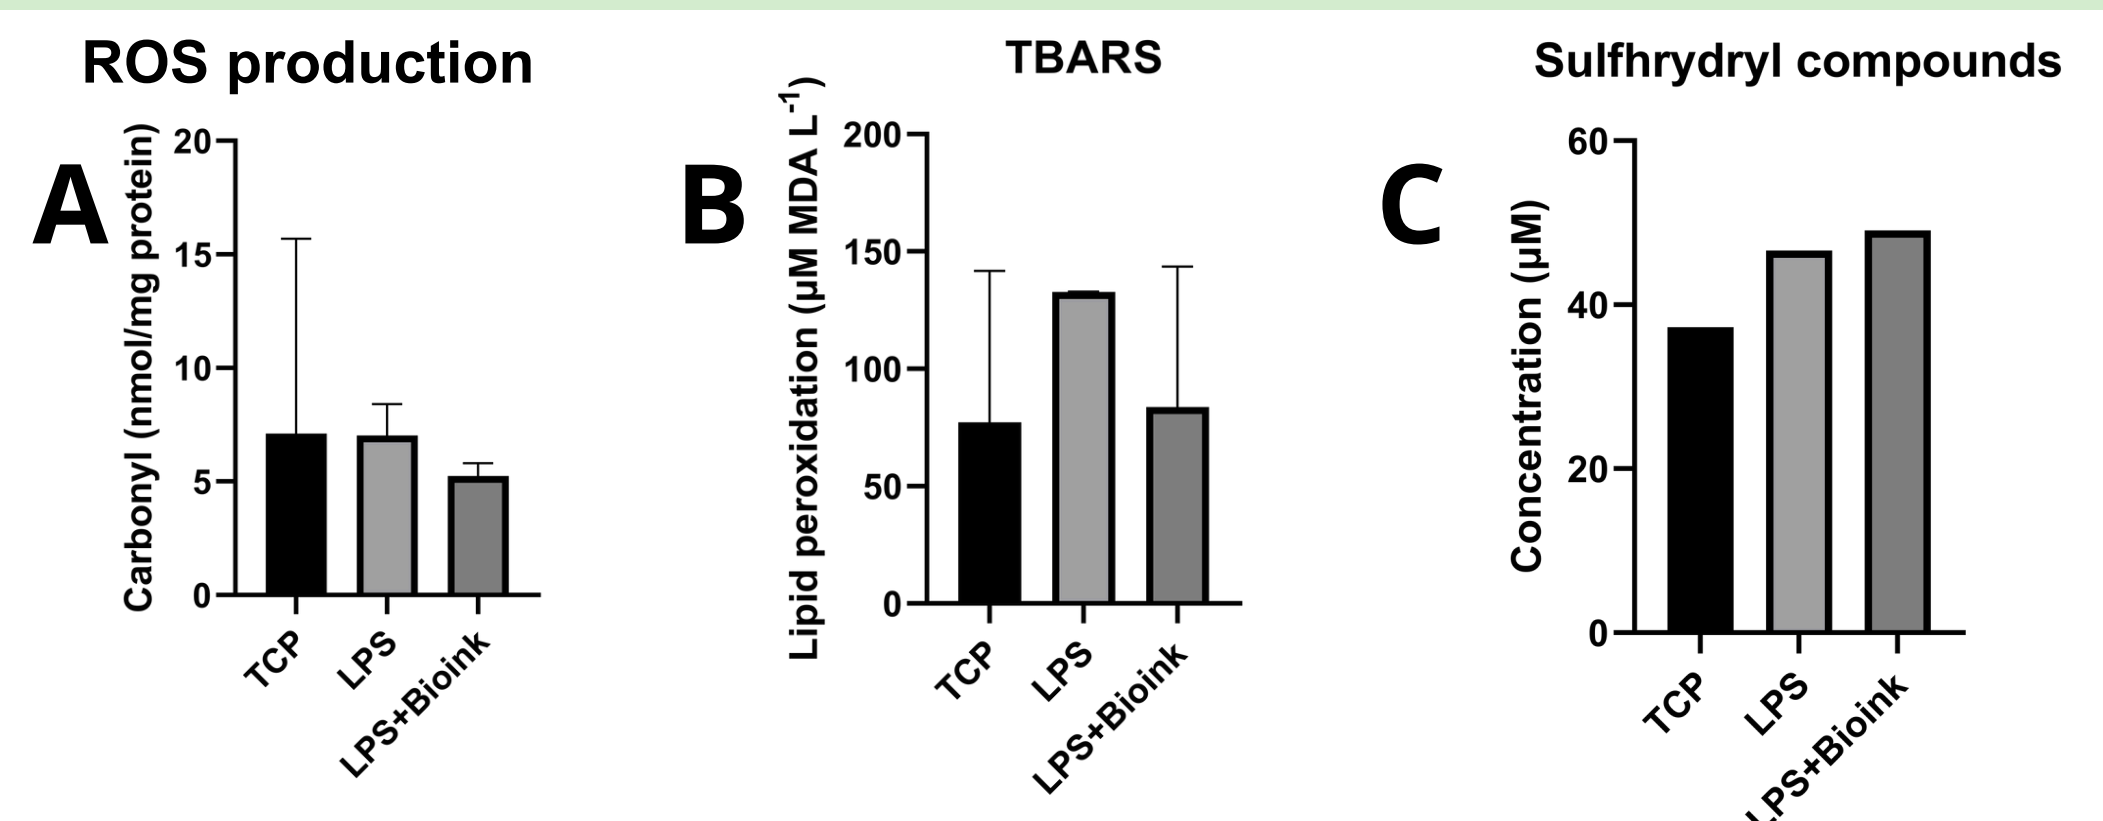 ROS production
A
Carbonyl (nmol/mg protein)
20
15
10
5
0
TCP
LPS
LPS+Bioink
TBARS
B
Lipid peroxidation (µM MDA L⁻¹)
200
150
100
50
0
TCP
LPS
LPS+Bioink
Sulfhrydryl compounds
C
Concentration (µM)
60
40
20
0
TCP
LPS
LPS+Bioink